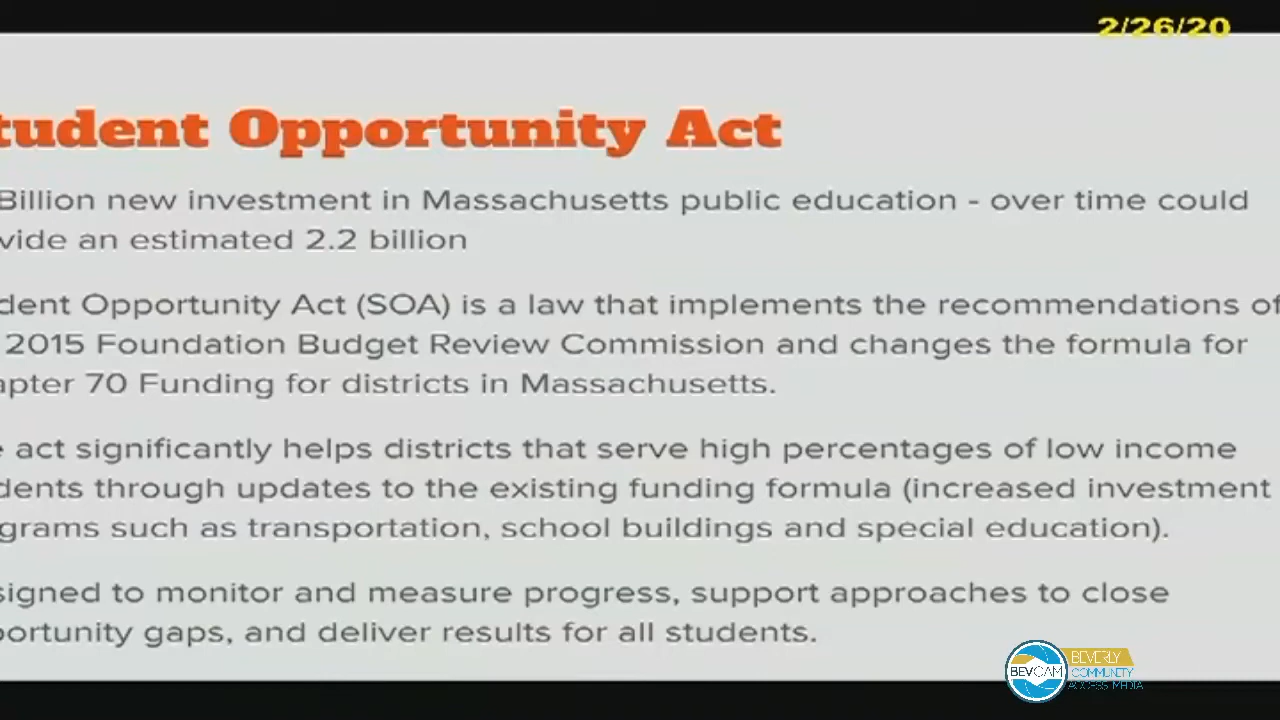 2/26/20
tudent Opportunity Act
Billion new investment in Massachusetts public education - over time could
vide an estimated 2.2 billion
dent Opportunity Act (SOA) is a law that implements the recommendations of
2015 Foundation Budget Review Commission and changes the formula for
apter 70 Funding for districts in Massachusetts.
e act significantly helps districts that serve high percentages of low income
dents through updates to the existing funding formula (increased investment
grams such as transportation, school buildings and special education).
signed to monitor and measure progress, support approaches to close
portunity gaps, and deliver results for all students.
BEVCAM
BEVERLY
COMMUNITY
ACCESS MEDIA